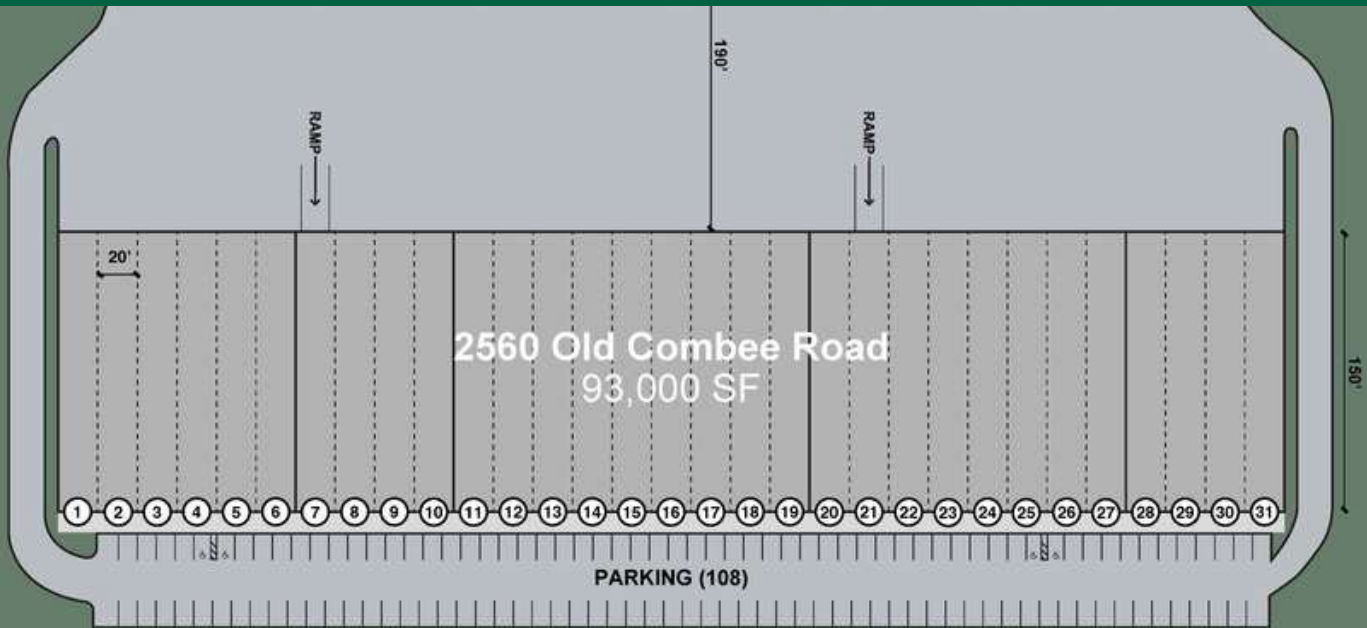 190'
RAMP
RAMP
20'
2560 Old Combee Road
93,000 SF
150'
1 2 3 4 5 6 7 8 9 10 11 12 13 14 15 16 17 18 19 20 21 22 23 24 25 26 27 28 29 30 31
PARKING (108)